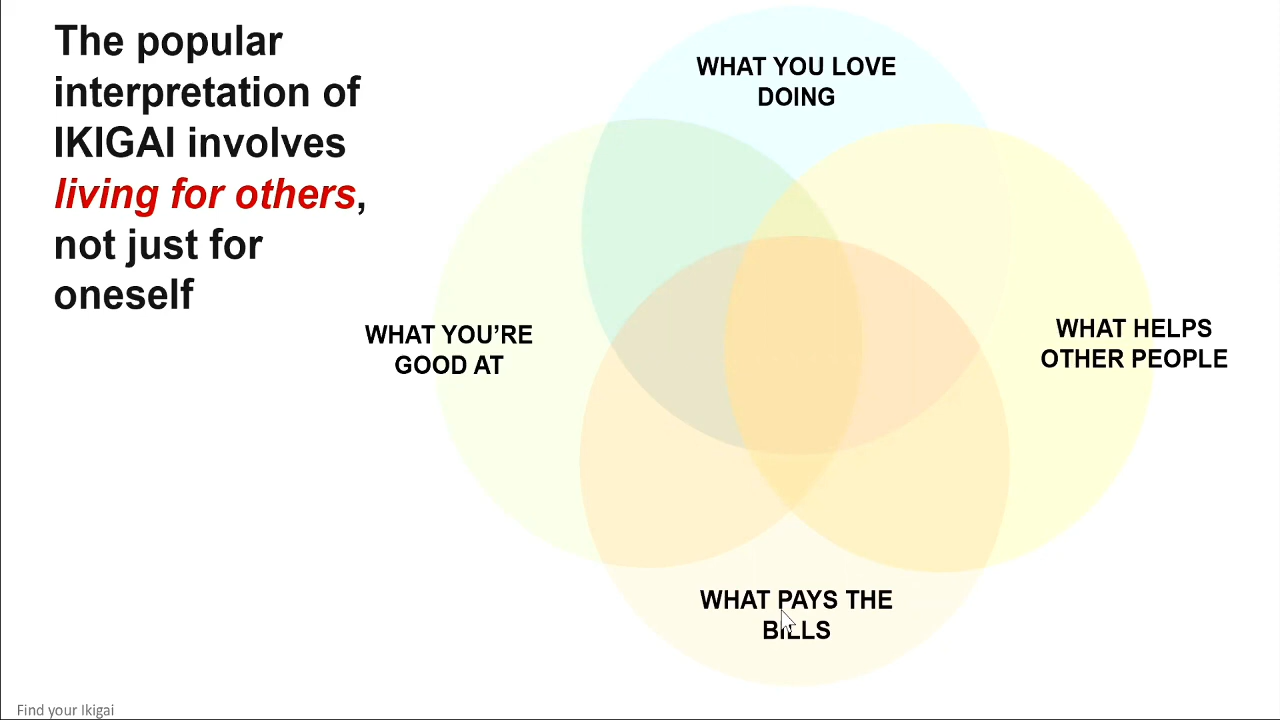 The popular
interpretation of
IKIGAI involves
living for others,
not just for
oneself
WHAT YOU LOVE
DOING
WHAT YOU’RE
GOOD AT
WHAT HELPS
OTHER PEOPLE
WHAT PAYS THE
BILLS
Find your Ikigai